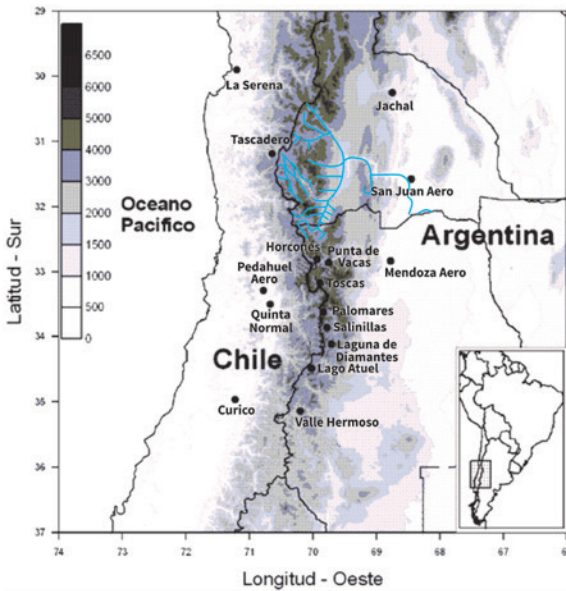 29
30
31
32
33
34
35
36
37
Latitud - Sur
6500
6000
5000
4000
3000
2000
1500
1000
500
0
La Serena
Jachal
Tascadero
San Juan Aero
Oceano
Pacifico
Argentina
Horcones
Punta de
Vacas
Mendoza Aero
Pedahuel
Aero
Toscas
Quinta
Normal
Palomares
Salinillas
Chile
Laguna de
Diamantes
Lago Atuel
Curico
Valle Hermoso
74
73
72
71
70
69
68
67
6
Longitud - Oeste